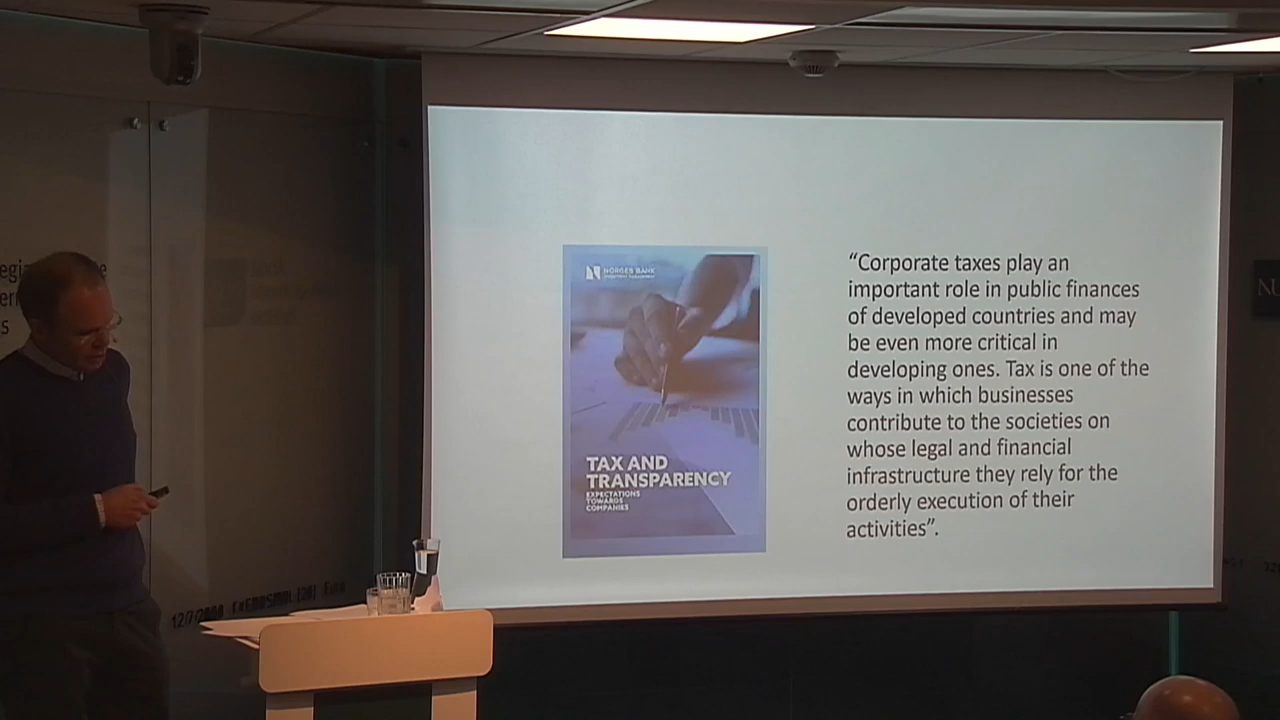 NORGES BANK
INVESTMENT MANAGEMENT
TAX AND
TRANSPARENCY
EXPECTATIONS
TOWARDS
COMPANIES
“Corporate taxes play an
important role in public finances
of developed countries and may
be even more critical in
developing ones. Tax is one of the
ways in which businesses
contribute to the societies on
whose legal and financial
infrastructure they rely for the
orderly execution of their
activities”.